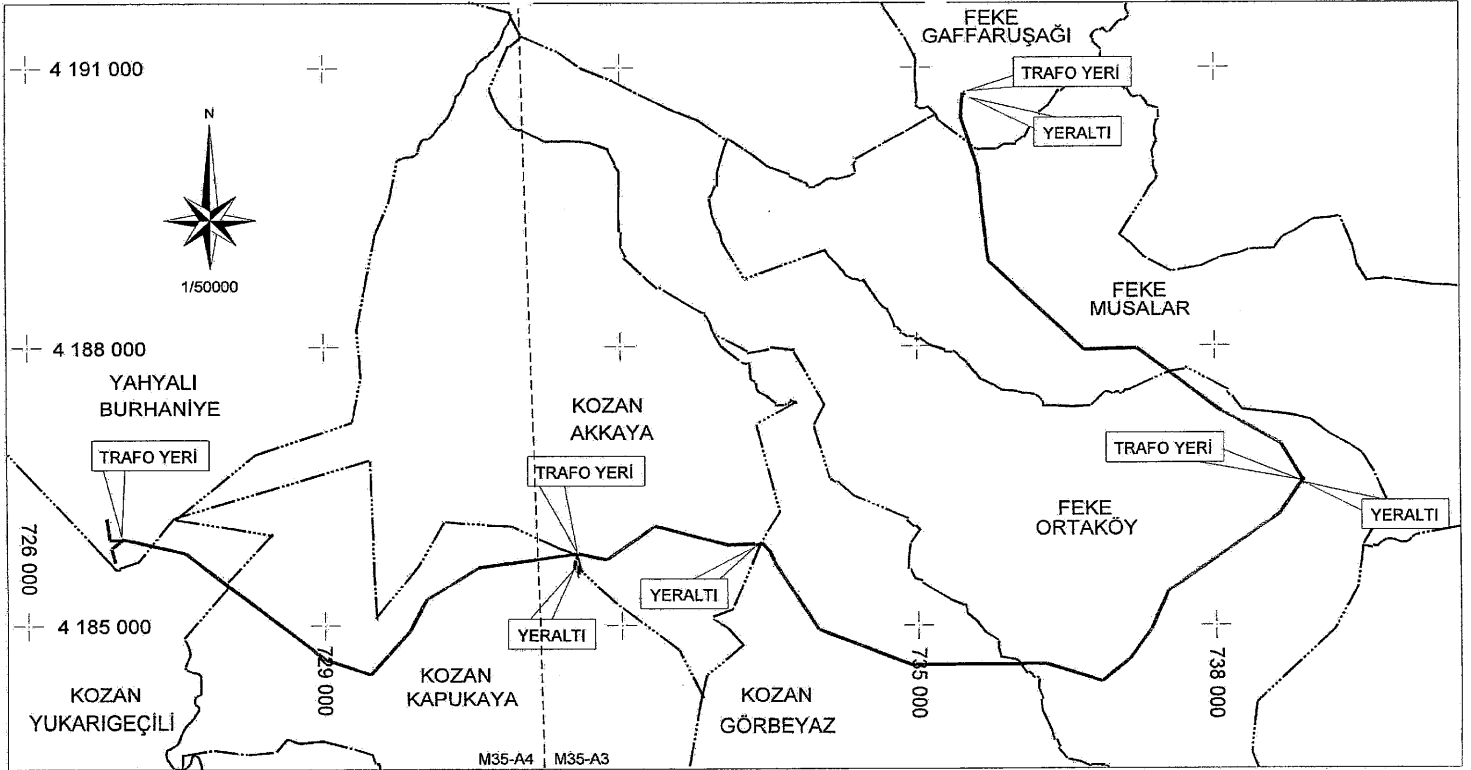 FEKE
GAFFARUŞAĞI
4 191 000
TRAFO YERİ
N
YERALTI
1/50000
FEKE
MUSALAR
4 188 000
YAHYALI
BURHANİYE
KOZAN
AKKAYA
TRAFO YERİ
TRAFO YERİ
TRAFO YERİ
FEKE
ORTAKÖY
YERALTI
726 000
YERALTI
4 185 000
YERALTI
729 000
735 000
738 000
KOZAN
KAPUKAYA
KOZAN
YUKARIGEÇİLİ
KOZAN
GÖRBEYAZ
M35-A4
M35-A3